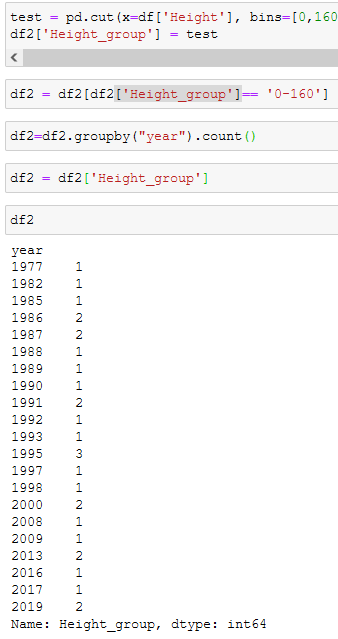 test = pd.cut(x=df['Height'], bins=[0,160
df2['Height_group'] = test
df2 = df2[df2['Height_group']== '0-160']
df2=df2.groupby("year").count()
df2 = df2['Height_group']
df2
year
1977 1
1982 1
1985 1
1986 2
1987 2
1988 1
1989 1
1990 1
1991 2
1992 1
1993 1
1995 3
1997 1
1998 1
2000 2
2008 1
2009 1
2013 2
2016 1
2017 1
2019 2
Name: Height_group, dtype: int64